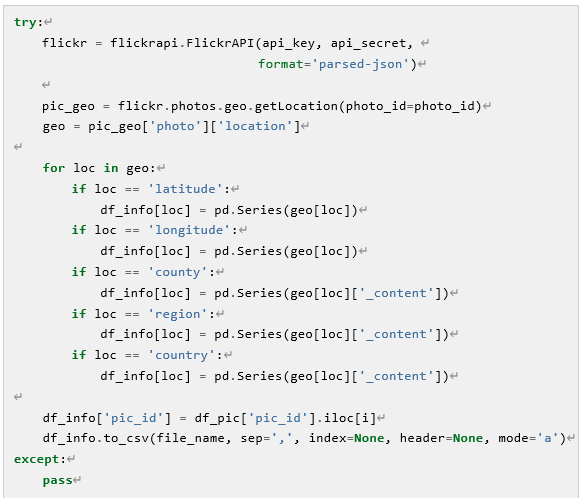 try:↵
    flickr = flickrapi.FlickrAPI(api_key, api_secret, ↵
                                 format='parsed-json')↵
    ↵
    pic_geo = flickr.photos.geo.getLocation(photo_id=photo_id)↵
    geo = pic_geo['photo']['location']↵
↵
    for loc in geo:↵
        if loc == 'latitude':↵
            df_info[loc] = pd.Series(geo[loc])↵
        if loc == 'longitude':↵
            df_info[loc] = pd.Series(geo[loc])↵
        if loc == 'county':↵
            df_info[loc] = pd.Series(geo[loc]['_content'])↵
        if loc == 'region':↵
            df_info[loc] = pd.Series(geo[loc]['_content'])↵
        if loc == 'country':↵
            df_info[loc] = pd.Series(geo[loc]['_content'])↵
↵
    df_info['pic_id'] = df_pic['pic_id'].iloc[i]↵
    df_info.to_csv(file_name, sep=',', index=None, header=None, mode='a')↵
except:↵
    pass↵